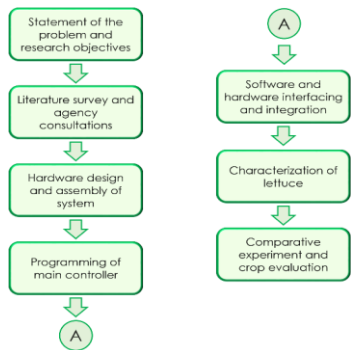 Statement of the
problem and
research objectives
Literature survey and
agency
consultations
Hardware design
and assembly of
system
Programming of
main controller
A
A
Software and
hardware interfacing
and integration
Characterization of
lettuce
Comparative
experiment and
crop evaluation